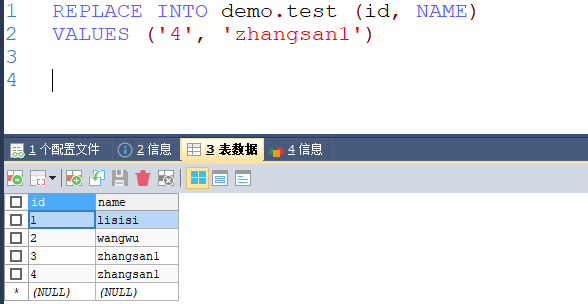 1 REPLACE INTO demo.test (id, NAME)
2 VALUES ('4', 'zhangsan1')
3
4
1 个配置文件 2 信息 3 表数据 4 信息
id name
1 lisisi
2 wangwu
3 zhangsan1
4 zhangsan1
* (NULL) (NULL)